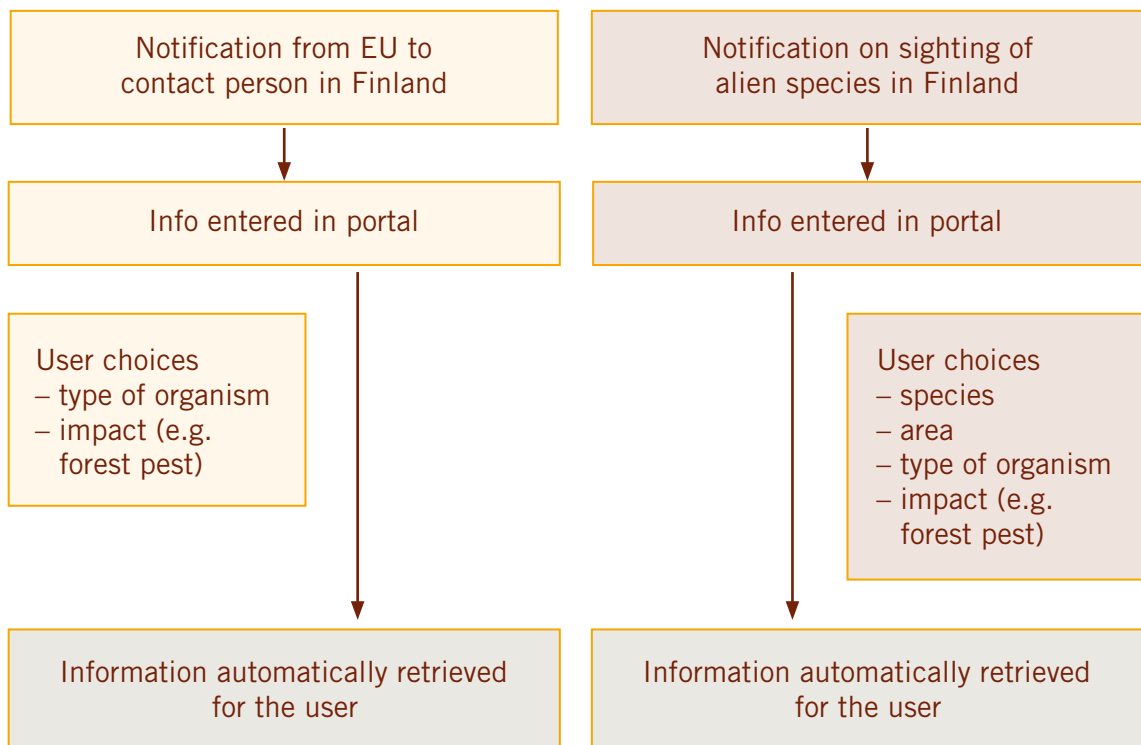 Notification from EU to
contact person in Finland
Info entered in portal
User choices
– type of organism
– impact (e.g.
forest pest)
Information automatically retrieved
for the user
Notification on sighting of
alien species in Finland
Info entered in portal
User choices
– species
– area
– type of organism
– impact (e.g.
forest pest)
Information automatically retrieved
for the user